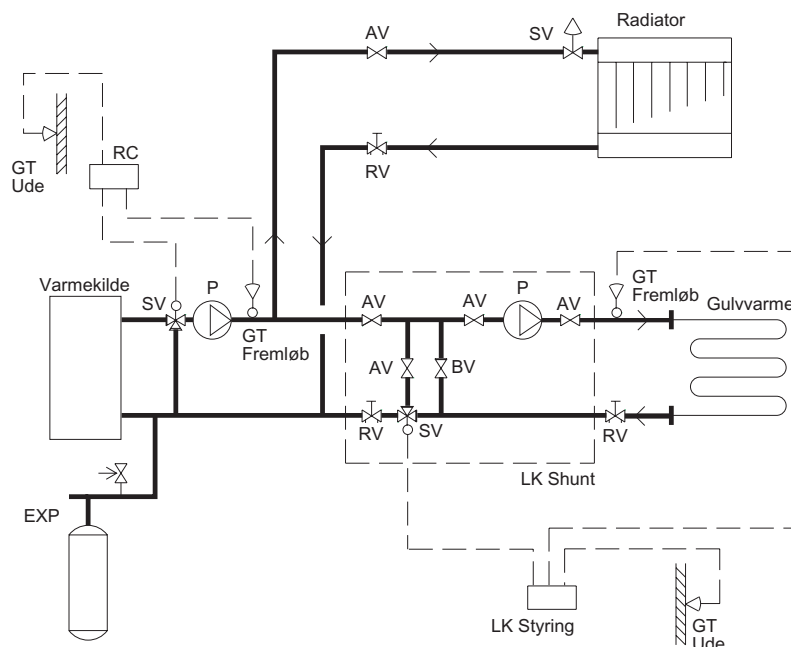 AV
SV
Radiator
GT
Ude
RC
RV
Varmekilde
SV
P
GT
Fremløb
AV
AV
P
AV
GT
Fremløb
Gulvvarme
AV
BV
RV
SV
RV
LK Shunt
EXP
LK Styring
GT
Ude